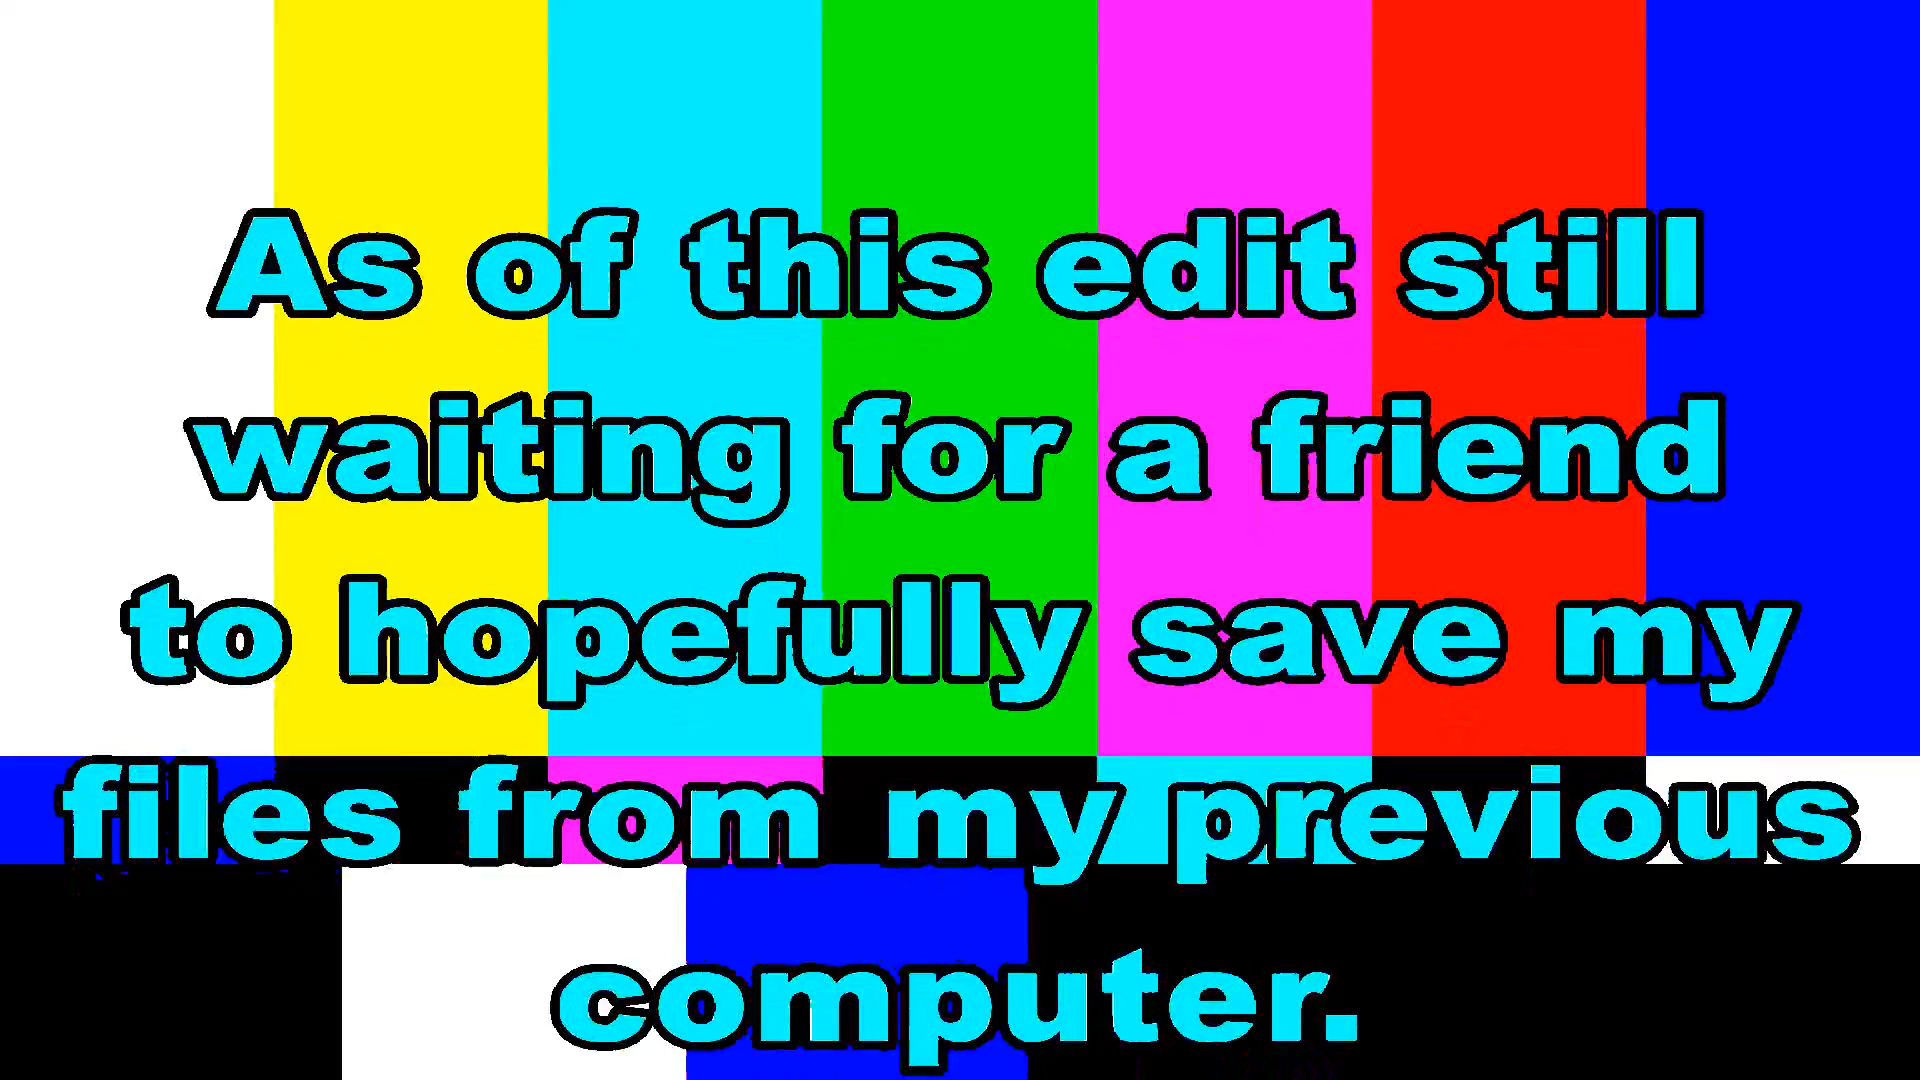 As of this edit still
waiting for a friend
to hopefully save my
files from my previous
computer.